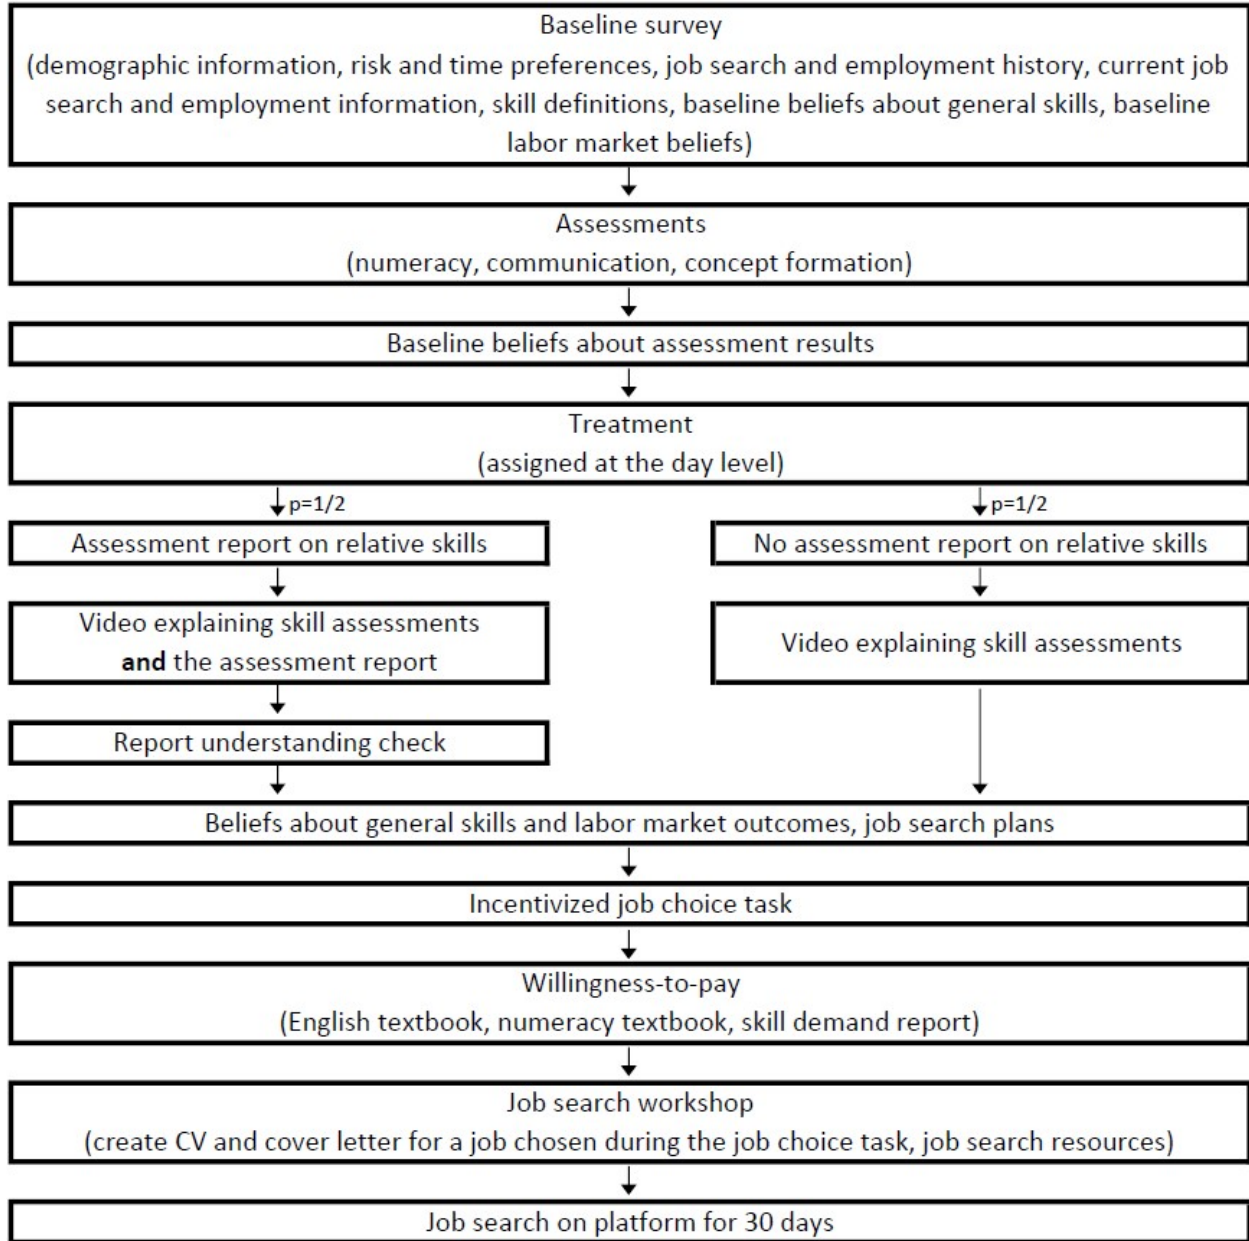 Baseline survey
(demographic information, risk and time preferences, job search and employment history, current job
search and employment information, skill definitions, baseline beliefs about general skills, baseline
labor market beliefs)
Assessments
(numeracy, communication, concept formation)
Baseline beliefs about assessment results
Treatment
(assigned at the day level)
p=1/2
p=1/2
Assessment report on relative skills
No assessment report on relative skills
Video explaining skill assessments
and the assessment report
Video explaining skill assessments
Report understanding check
Beliefs about general skills and labor market outcomes, job search plans
Incentivized job choice task
Willingness-to-pay
(English textbook, numeracy textbook, skill demand report)
Job search workshop
(create CV and cover letter for a job chosen during the job choice task, job search resources)
Job search on platform for 30 days